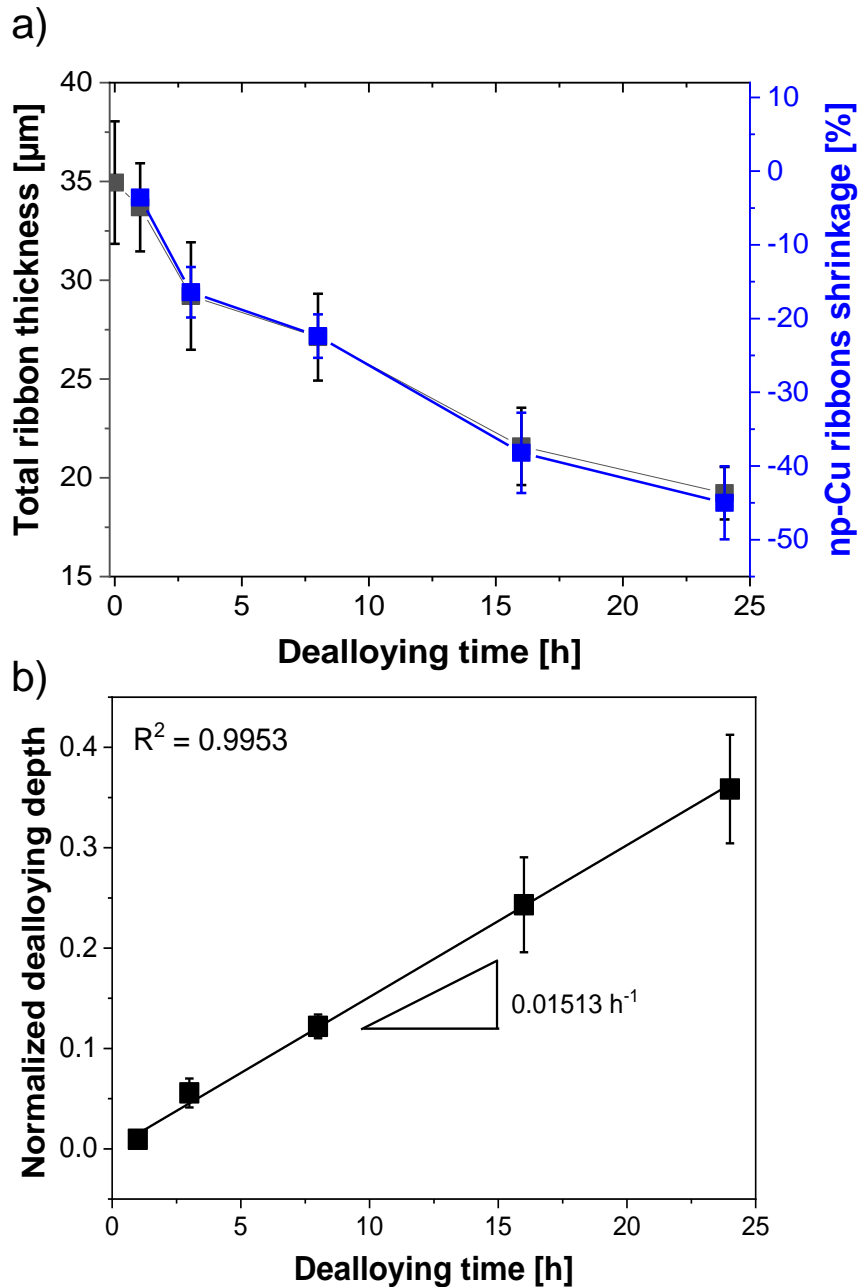 a)
Total ribbon thickness [µm]
40
35
30
25
20
15
10
0
-10
-20
-30
-40
-50
np-Cu ribbons shrinkage [%]
0 5 10 15 20 25
Dealloying time [h]
b)
R² = 0.9953
Normalized dealloying depth
0.4
0.3
0.2
0.1
0.0
0.01513 h⁻¹
0 5 10 15 20 25
Dealloying time [h]